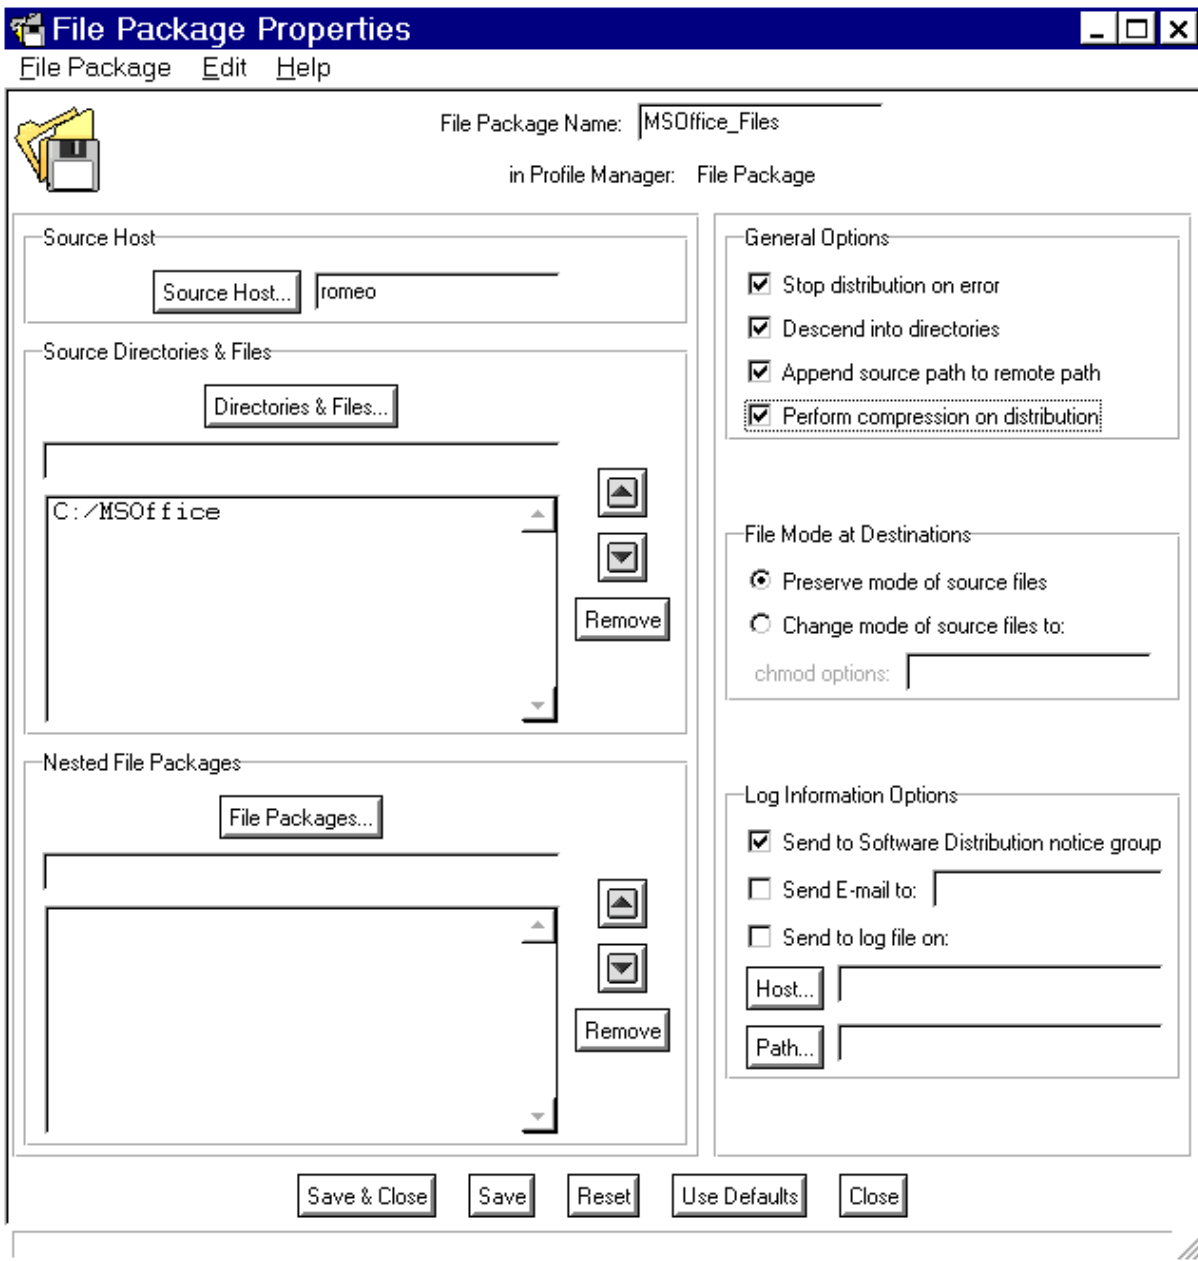 File Package Properties
File Package Edit Help
File Package Name: MSOffice_Files
in Profile Manager: File Package
Source Host
Source Host... romeo
Source Directories & Files
Directories & Files...
C:/MSOffice
Remove
Nested File Packages
File Packages...
Remove
General Options
Stop distribution on error
Descend into directories
Append source path to remote path
Perform compression on distribution
File Mode at Destinations
Preserve mode of source files
Change mode of source files to:
chmod options:
Log Information Options
Send to Software Distribution notice group
Send E-mail to:
Send to log file on:
Host...
Path...
Save & Close Save Reset Use Defaults Close